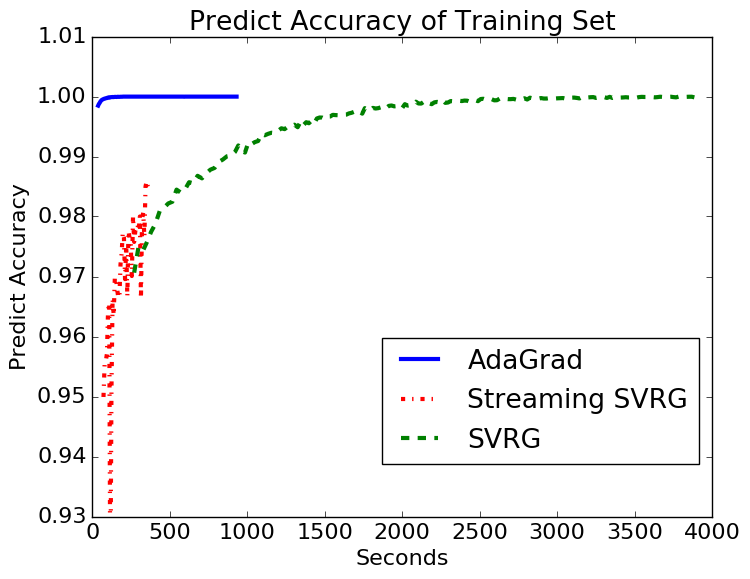 Predict Accuracy of Training Set
1.01
1.00
0.99
0.98
0.97
0.96
0.95
0.94
0.93
Predict Accuracy
AdaGrad
Streaming SVRG
SVRG
0 500 1000 1500 2000 2500 3000 3500 4000
Seconds